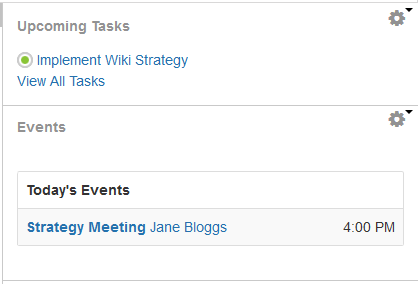 Upcoming Tasks
Implement Wiki Strategy
View All Tasks
Events
Today's Events
Strategy Meeting Jane Bloggs 4:00 PM